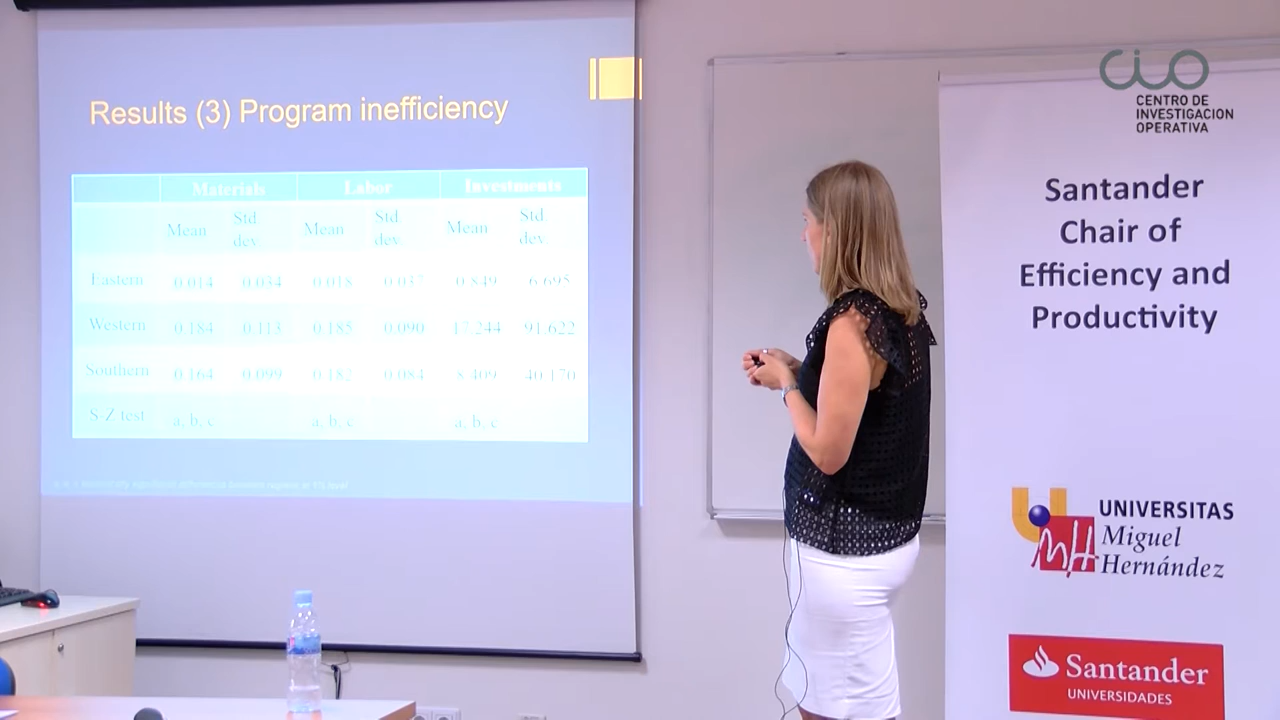 Results (3) Program inefficiency
Materials Labor Investments
Mean Std dev. Mean Std dev. Mean Std dev.
Eastern 0.014 0.034 0.018 0.037 0.849 6.695
Western 0.184 0.113 0.185 0.090 17.244 91.622
Southern 0.164 0.099 0.182 0.084 8.409 40.170
S-Z test a, b, c a, b, c a, b, c
CIO
CENTRO DE
INVESTIGACION
OPERATIVA
Santander
Chair of
Efficiency and
Productivity
UNIVERSITAS
Miguel
Hernández
Santander
UNIVERSIDADES